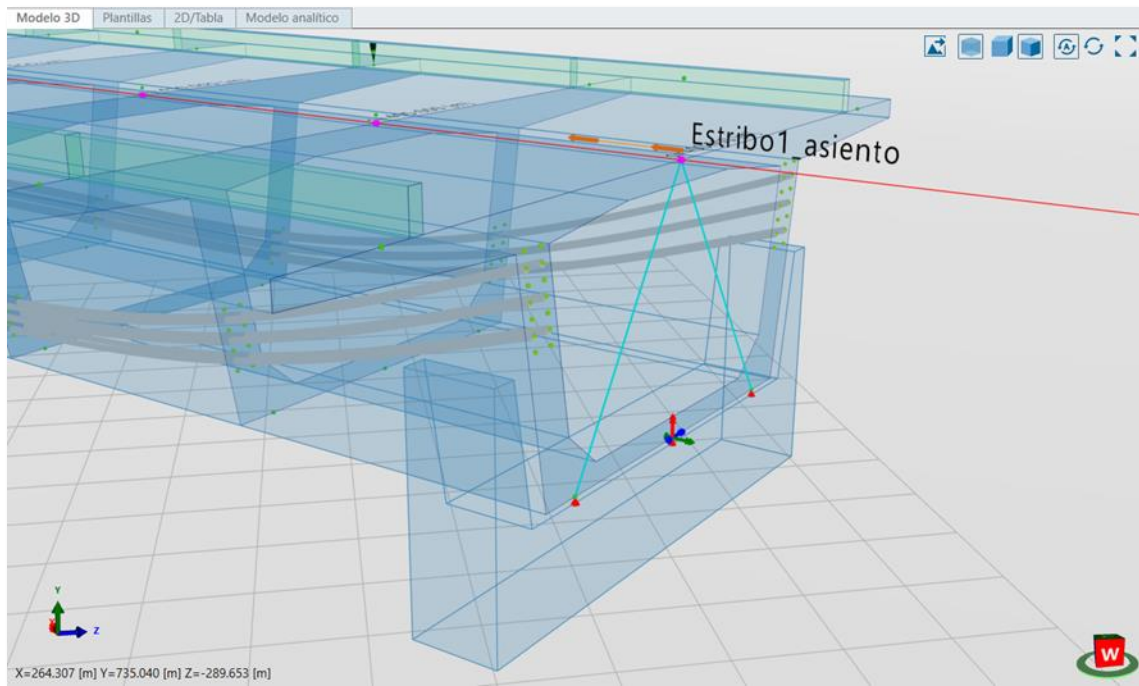 Modelo 3D Plantillas 2D/Tabla Modelo analítico
A
Estribo1_asiento
Y
X Z
W
X=264.307 [m] Y=735.040 [m] Z=-289.653 [m]